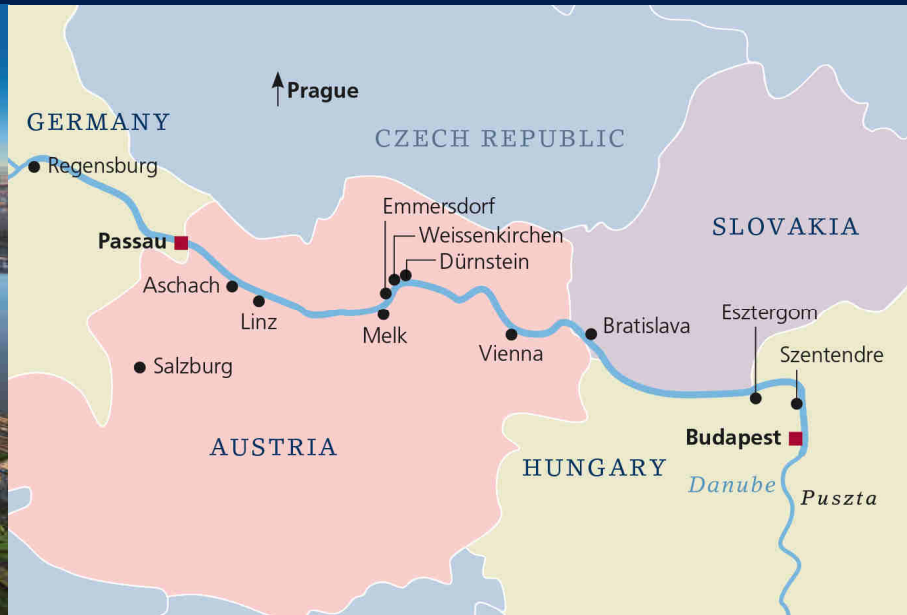 Prague
GERMANY
CZECH REPUBLIC
Regensburg
Emmersdorf
SLOVAKIA
Weissenkirchen
Passau
Dürnstein
Aschach
Esztergom
Linz
Bratislava
Melk
Vienna
Szentendre
Salzburg
Budapest
AUSTRIA
HUNGARY
Danube
Puszta